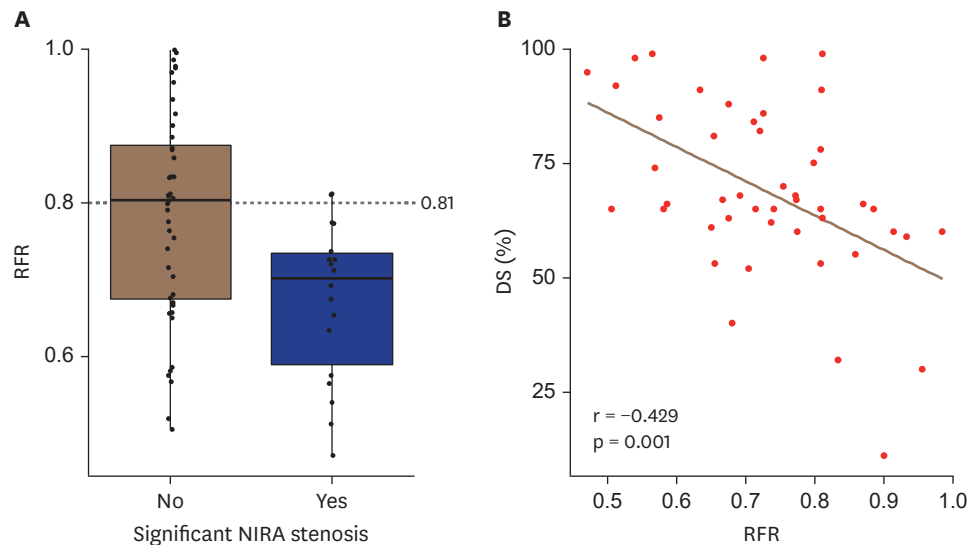 A
1.0
0.8
0.6
RFR
0.81
No
Yes
Significant NIRA stenosis
B
100
75
50
25
DS (%)
r = −0.429
p = 0.001
0.5
0.6
0.7
0.8
0.9
1.0
RFR